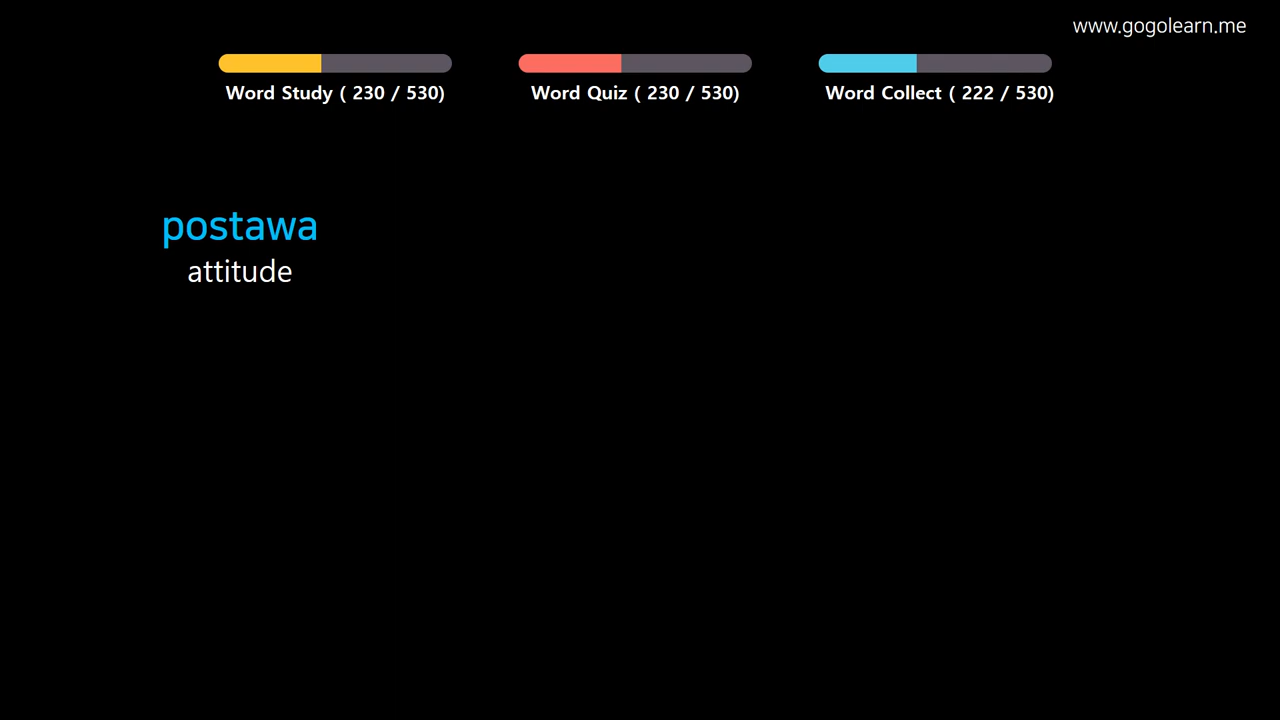 www.gogolearn.me
Word Study ( 230 / 530)
Word Quiz ( 230 / 530)
Word Collect ( 222 / 530)
postawa
attitude